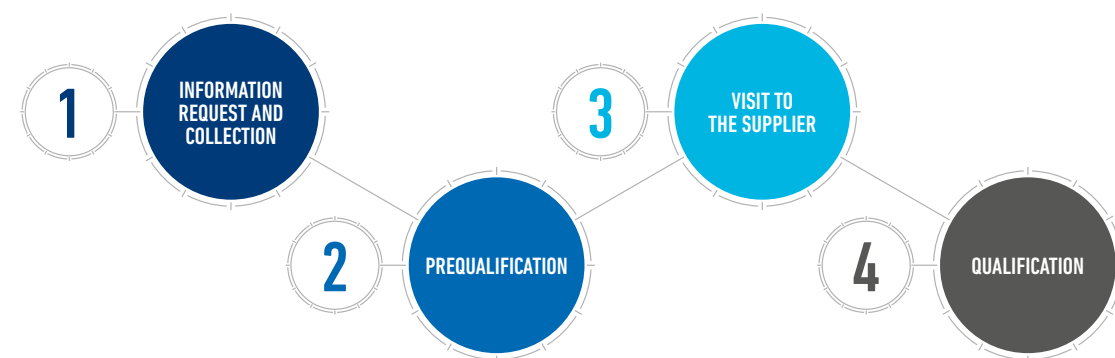 1
INFORMATION
REQUEST AND
COLLECTION
2
PREQUALIFICATION
3
VISIT TO
THE SUPPLIER
4
QUALIFICATION